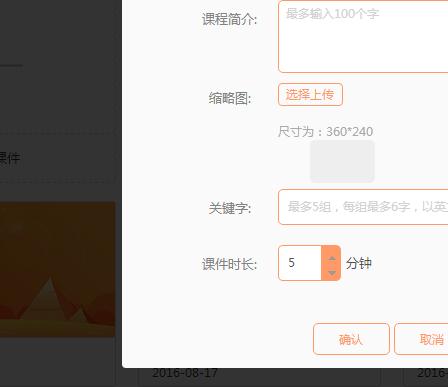 课程简介:
最多输入100个字
缩略图:
选择上传
尺寸为：360*240
课件
关键字:
最多5组，每组最多6字，以英
课件时长:
5
分钟
确认
取消
2016-08-17